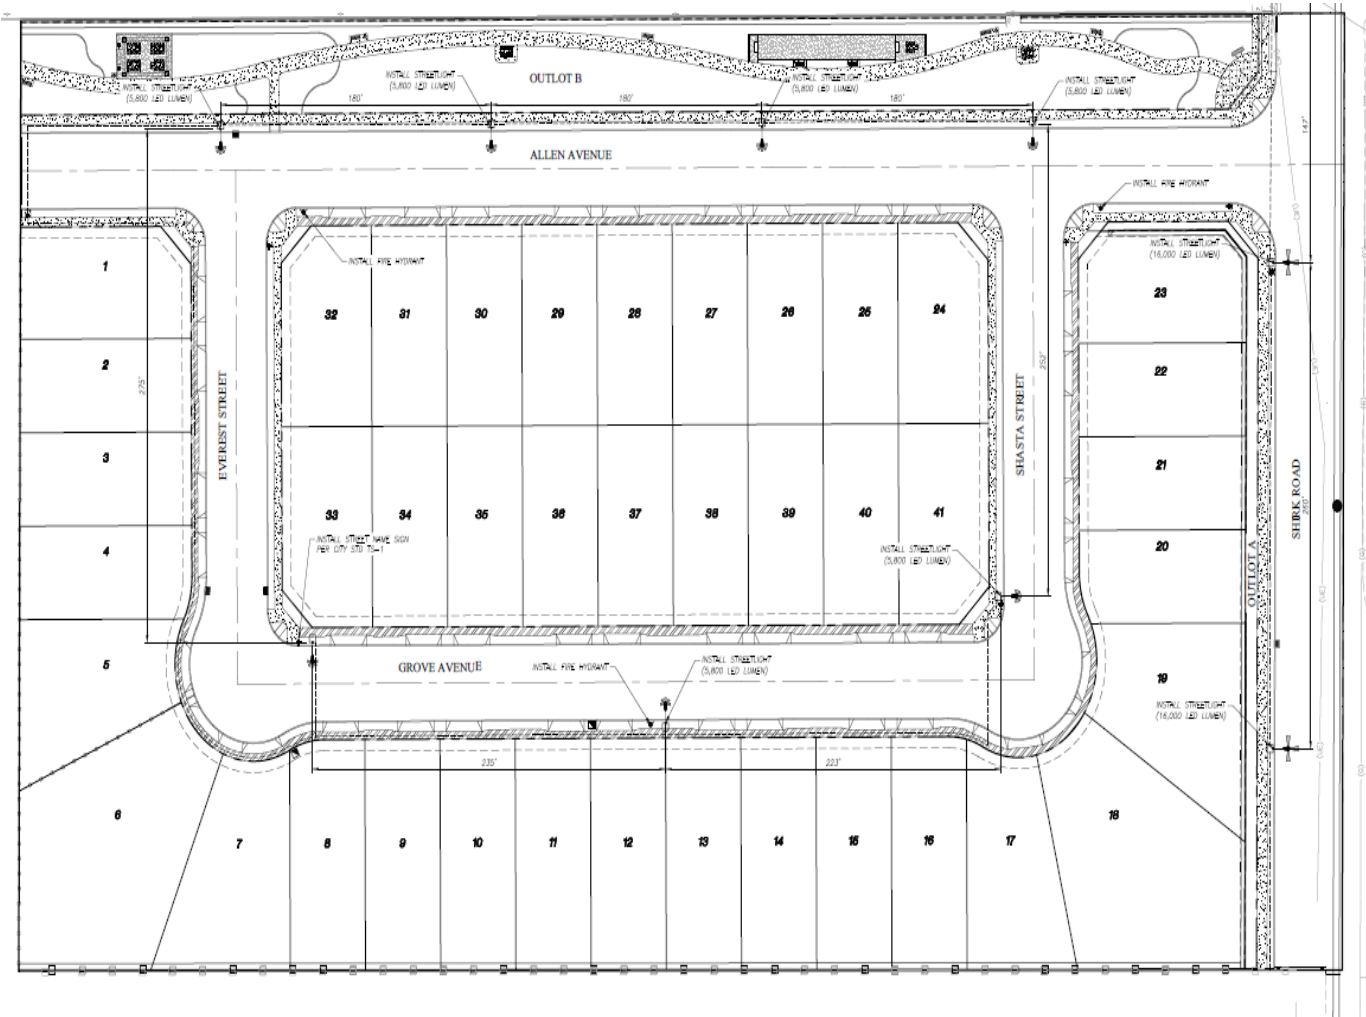 OUTLOT B
INSTALL STREETLIGHT
(5,800 LED LUMEN)
INSTALL STREETLIGHT
(5,800 LED LUMEN)
INSTALL STREETLIGHT
(5,800 LED LUMEN)
INSTALL STREETLIGHT
(5,800 LED LUMEN)
180'
180'
180'
147'
ALLEN AVENUE
INSTALL FIRE HYDRANT
INSTALL STREETLIGHT
(16,000 LED LUMEN)
INSTALL FIRE HYDRANT
1
2
3
4
5
6
7
8
9
10
11
12
13
14
15
16
17
18
19
20
21
22
23
32
31
30
29
28
27
26
25
24
33
34
35
36
37
38
39
40
41
275'
EVEREST STREET
SHASTA STREET
252'
SHIRK ROAD
260'
OUTLOT A
INSTALL STREET NAME SIGN
PER CITY STD TS-1
INSTALL STREETLIGHT
(5,800 LED LUMEN)
GROVE AVENUE
INSTALL FIRE HYDRANT
INSTALL STREETLIGHT
(5,800 LED LUMEN)
INSTALL STREETLIGHT
(16,000 LED LUMEN)
235'
223'